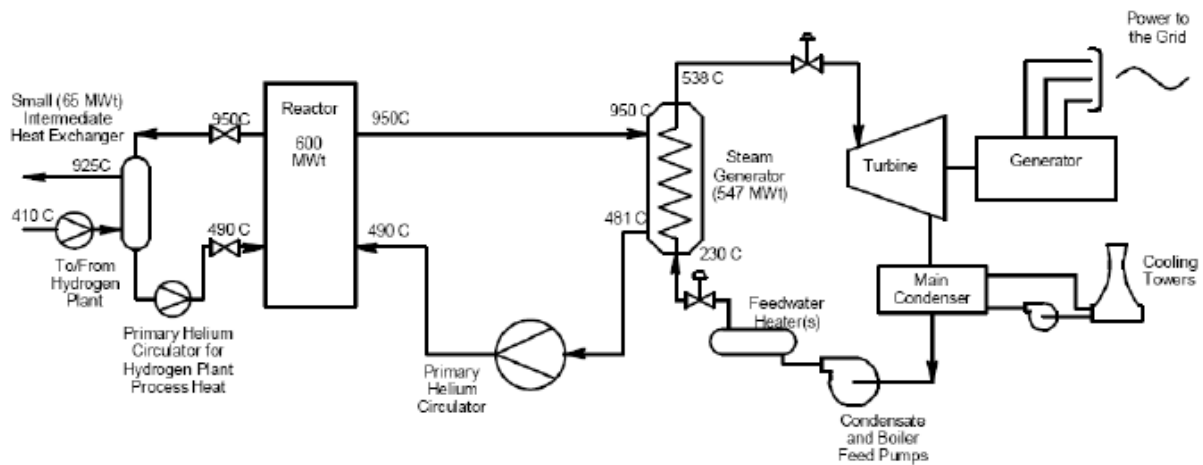 Power to
the Grid
538 C
Small (65 MWt)
Intermediate
Heat Exchanger
950C
Reactor
600
MWt
950C
950 C
925C
Steam
Generator
(547 MWt)
Turbine
Generator
410 C
490 C
490 C
481 C
230 C
To/From
Hydrogen
Plant
Main
Condenser
Cooling
Towers
Feedwater
Heater(s)
Primary Helium
Circulator for
Hydrogen Plant
Process Heat
Primary
Helium
Circulator
Condensate
and Boiler
Feed Pumps